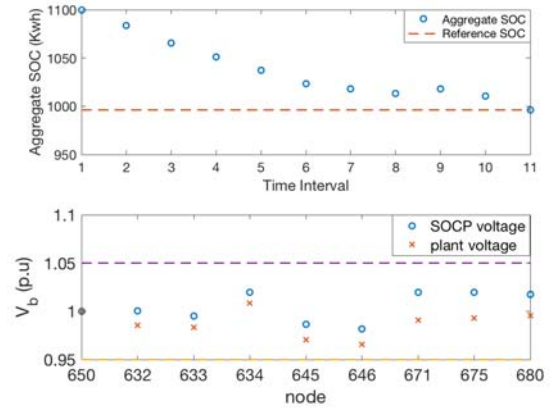 1100
1050
1000
950
Aggregate SOC (Kwh)
Aggregate SOC
Reference SOC
1 2 3 4 5 6 7 8 9 10 11
Time Interval
1.1
1.05
1
0.95
V_b (p.u)
SOCP voltage
plant voltage
650 632 633 634 645 646 671 675 680
node